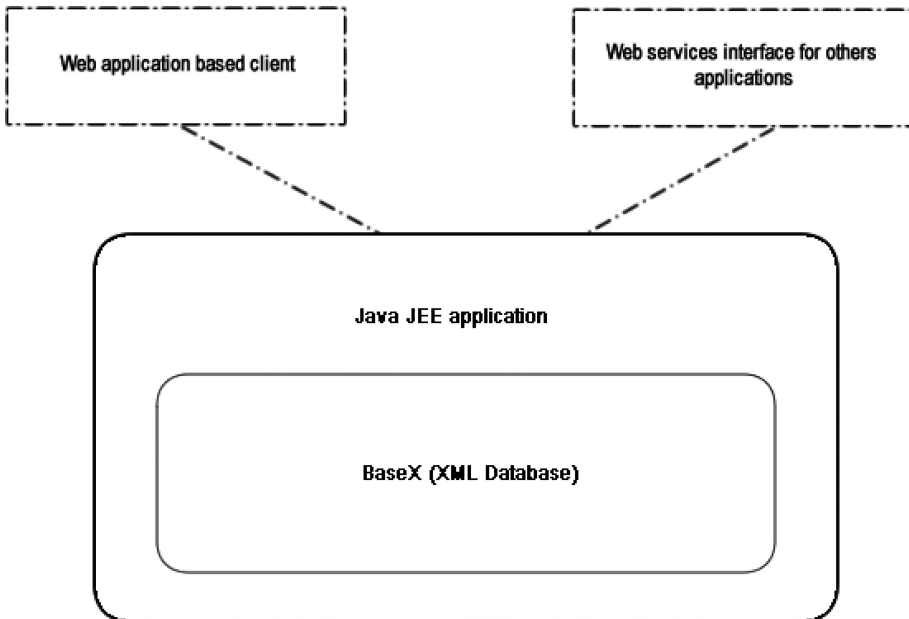 Web application based client
Web services interface for others
applications
Java JEE application
BaseX (XML Database)